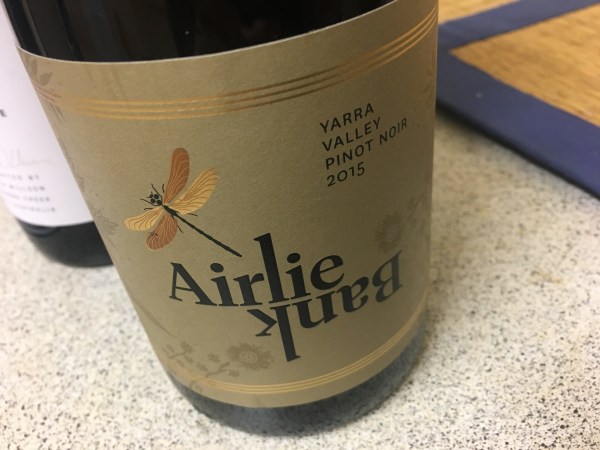 YARRA
VALLEY
PINOT NOIR
2015
Airlie
Bank